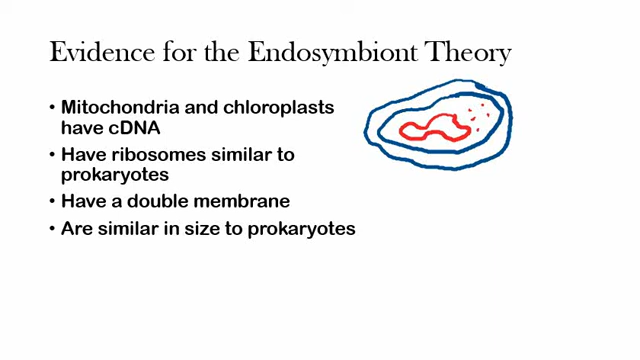 Evidence for the Endosymbiont Theory
• Mitochondria and chloroplasts
have cDNA
• Have ribosomes similar to
prokaryotes
• Have a double membrane
• Are similar in size to prokaryotes